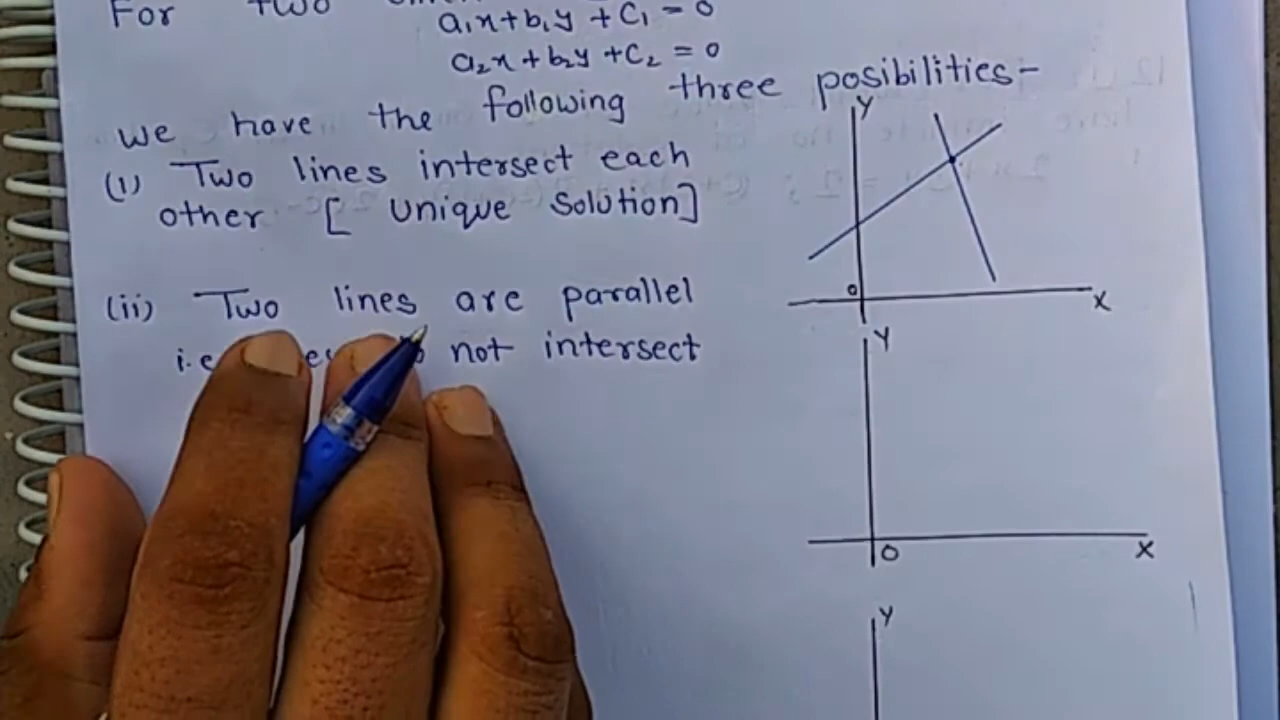 For two
a₁x+b₁y+C₁=0
a₂x+b₂y+C₂=0
we have the following three posibilities-
(i) Two lines intersect each
other [ Unique Solution]
(ii) Two lines are parallel
i.e. not intersect
Y
O
X
Y
O
X
Y